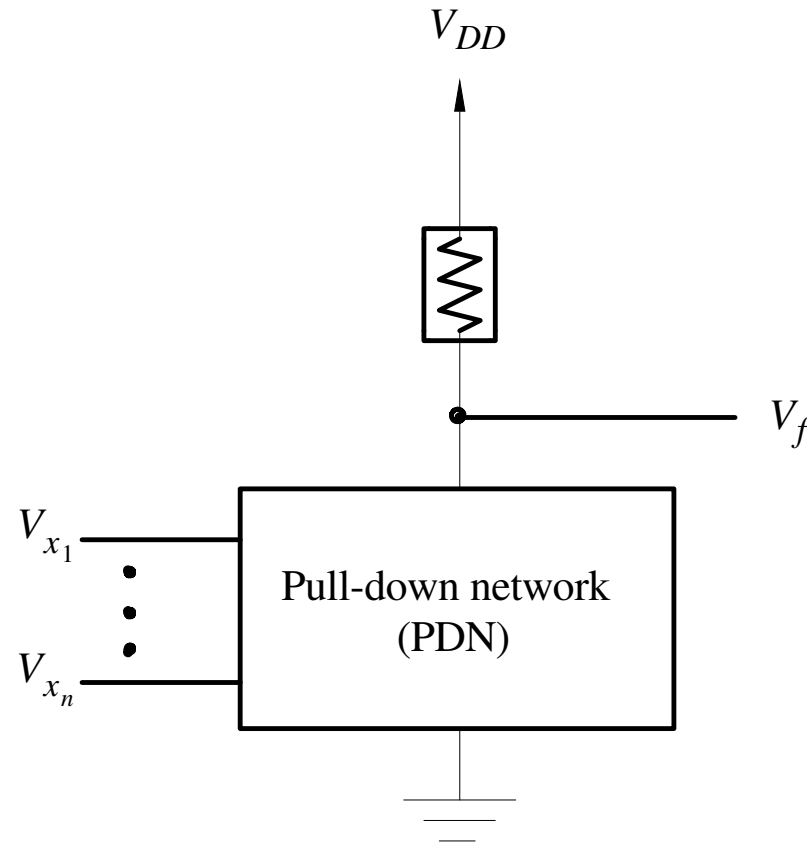 V_DD
V_f
V_x₁
Pull-down network
(PDN)
V_xₙ